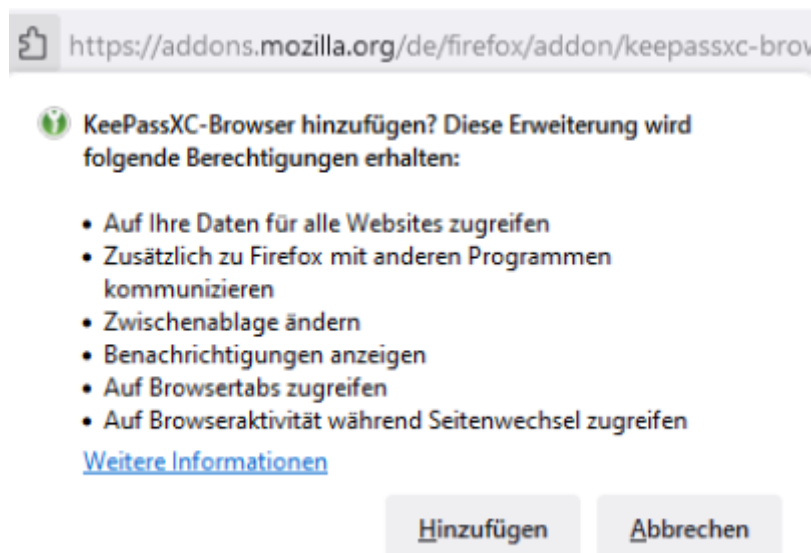 https://addons.mozilla.org/de/firefox/addon/keepassxc-brow
KeePassXC-Browser hinzufügen? Diese Erweiterung wird
folgende Berechtigungen erhalten:
• Auf Ihre Daten für alle Websites zugreifen
• Zusätzlich zu Firefox mit anderen Programmen
kommunizieren
• Zwischenablage ändern
• Benachrichtigungen anzeigen
• Auf Browsertabs zugreifen
• Auf Browseraktivität während Seitenwechsel zugreifen
Weitere Informationen
Hinzufügen Abbrechen